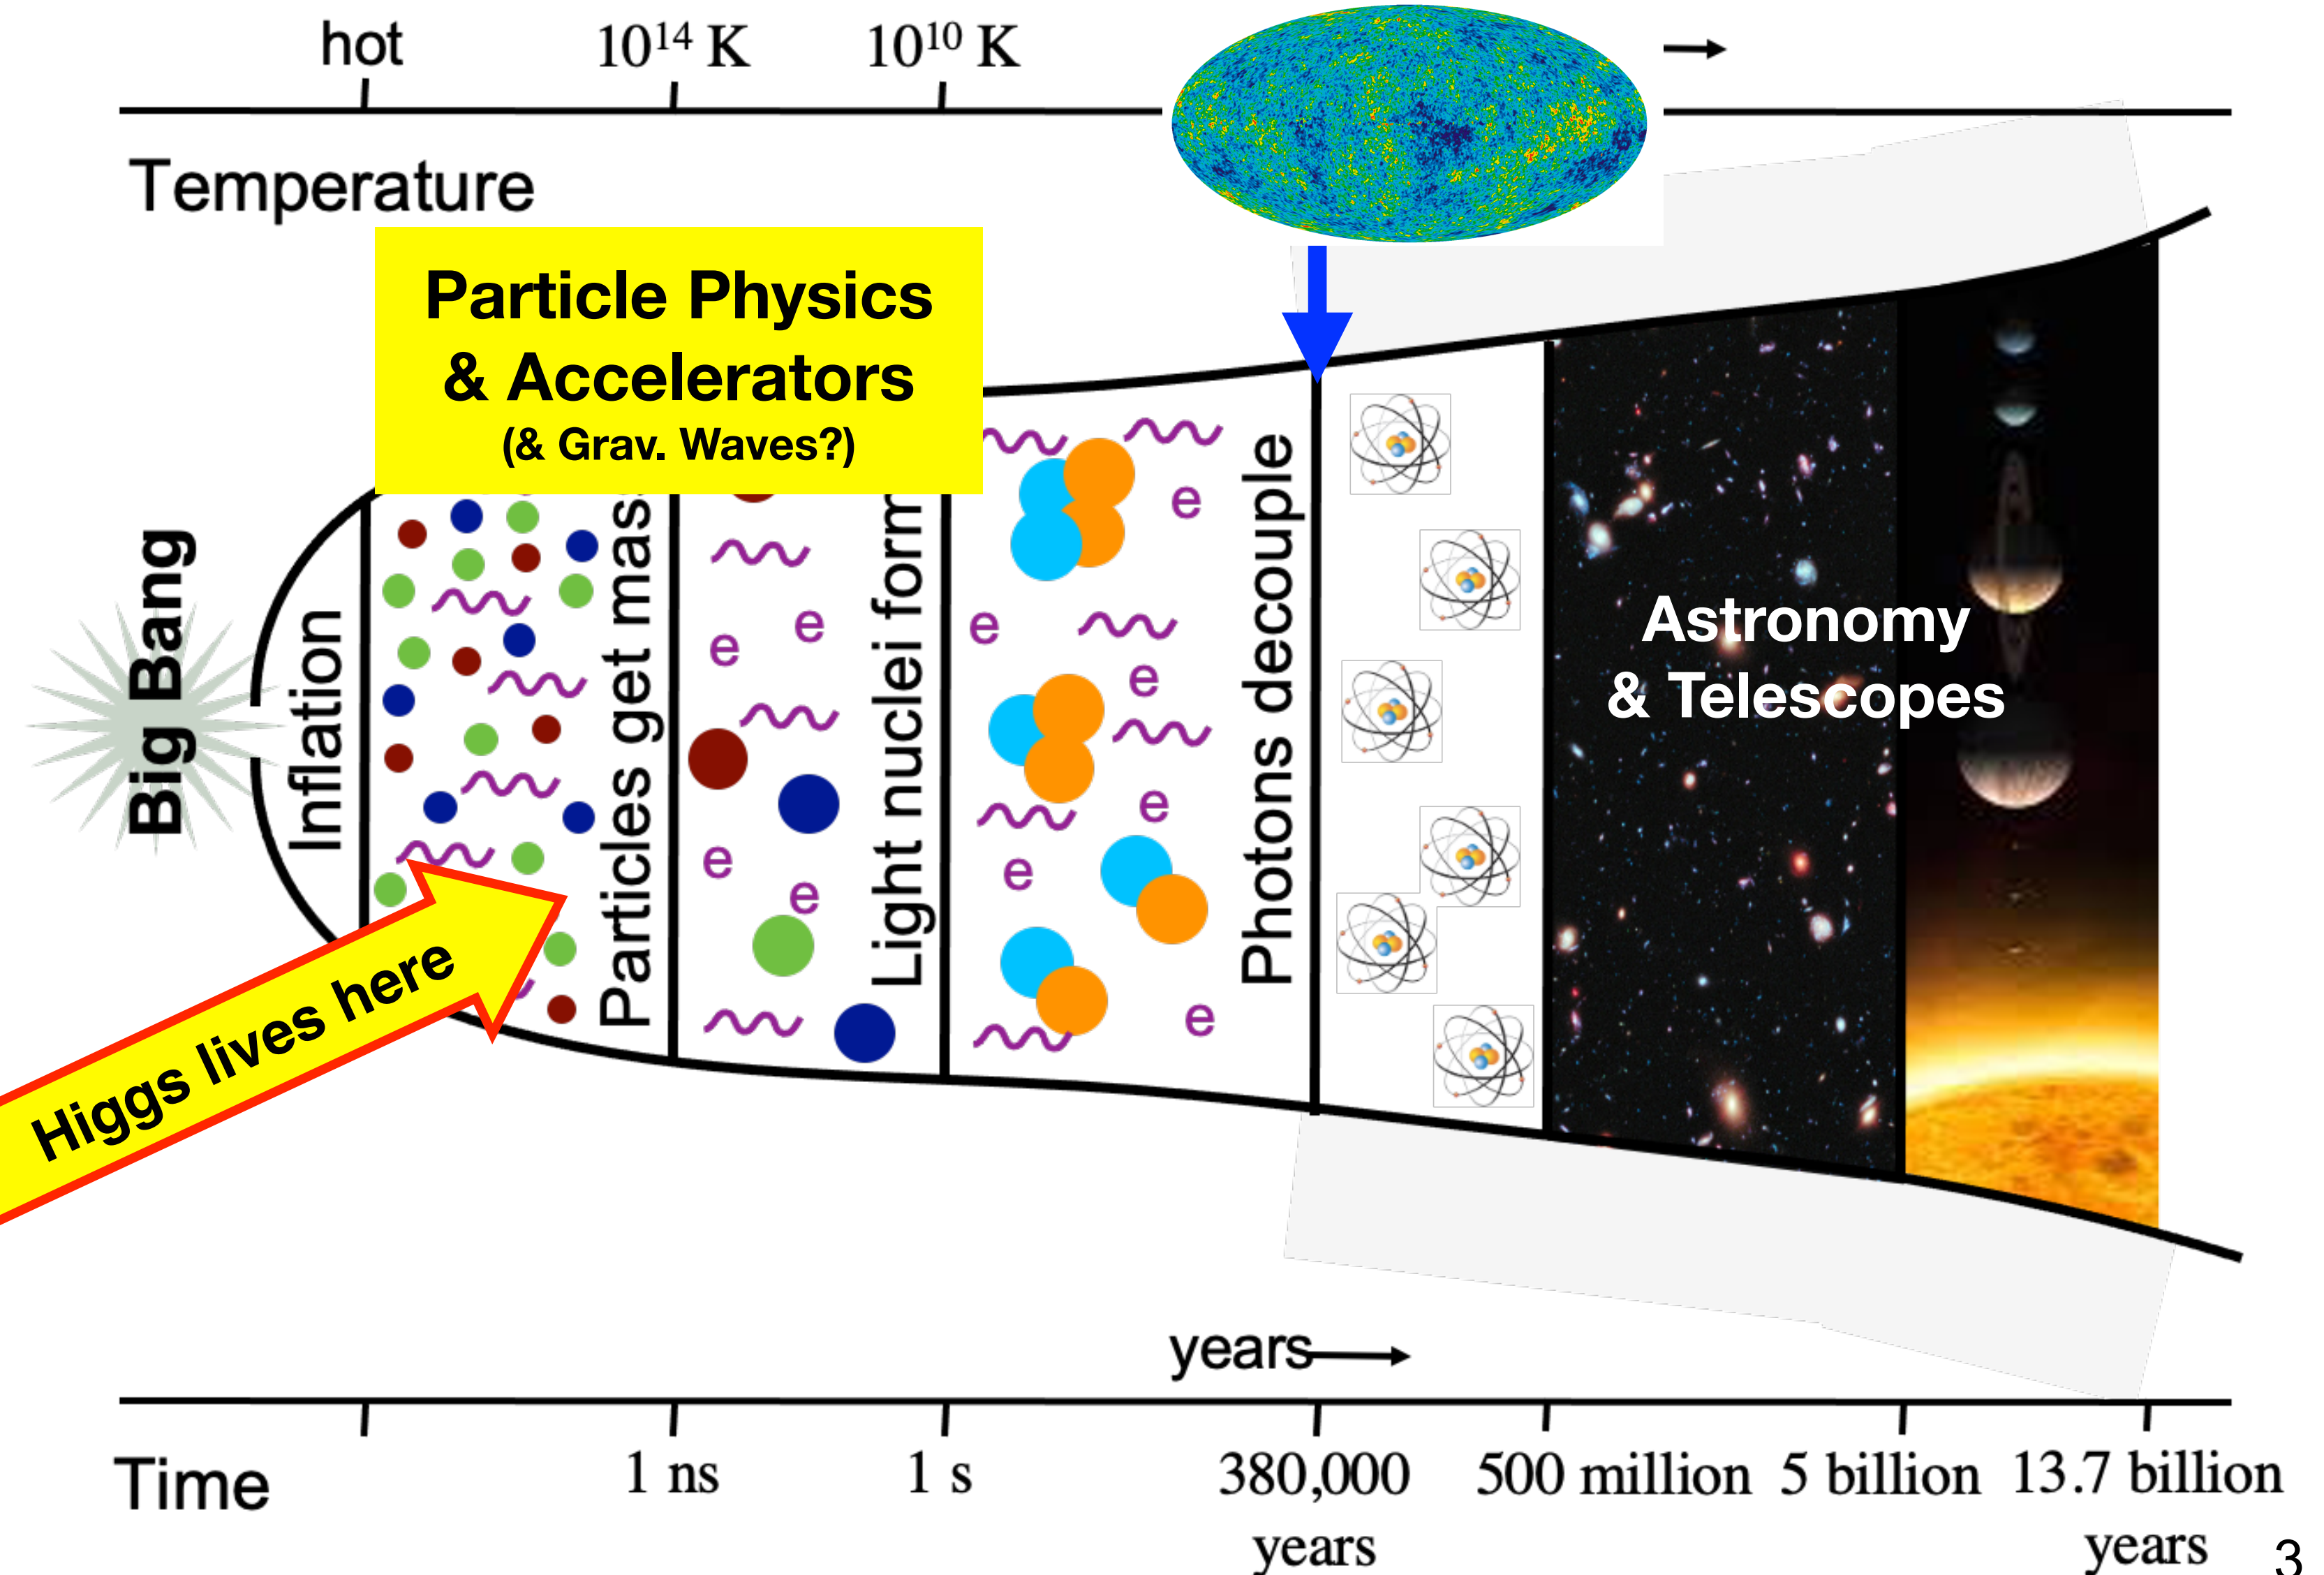 hot
10¹⁴ K
10¹⁰ K
Temperature
Particle Physics
& Accelerators
(& Grav. Waves?)
Big Bang
Inflation
Particles get mas
Light nuclei form
Photons decouple
e
e
e
e
e
e
e
e
e
e
e
Astronomy
& Telescopes
Higgs lives here
years
Time
1 ns
1 s
380,000
years
500 million
5 billion
13.7 billion
years
3